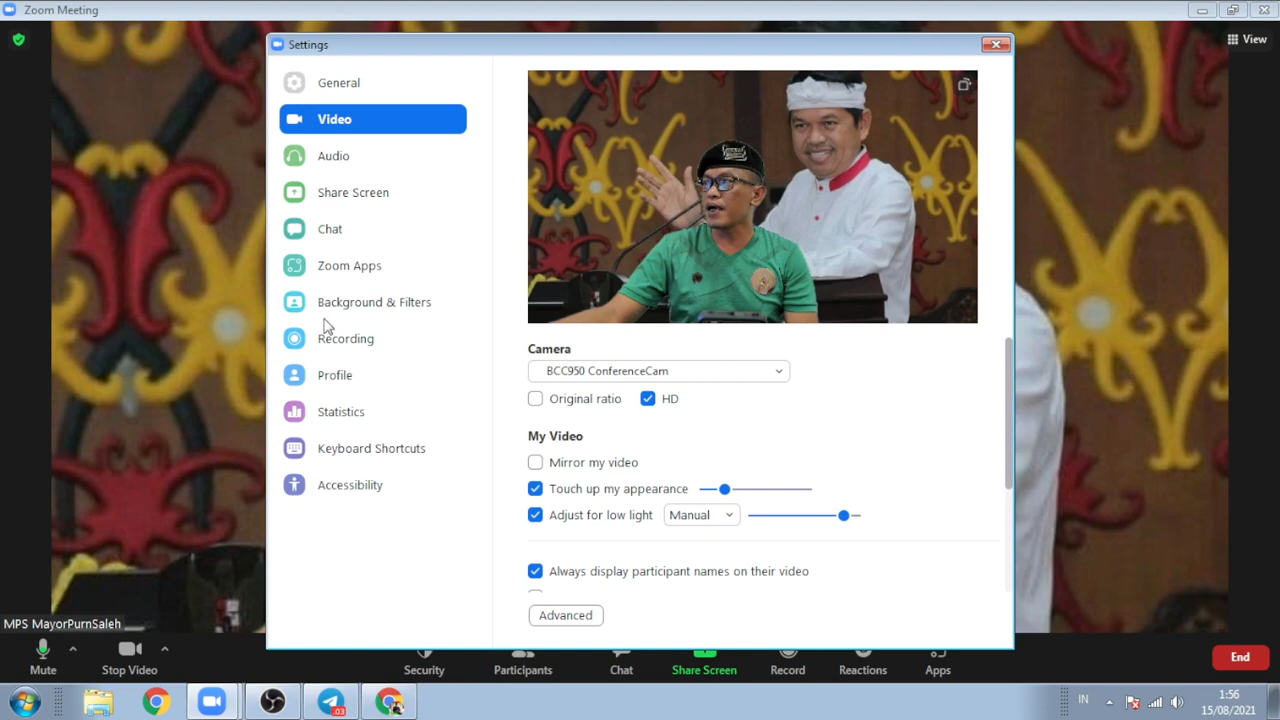 Zoom Meeting
View
Settings
General
Video
Audio
Share Screen
Chat
Zoom Apps
Background & Filters
Recording
Profile
Statistics
Keyboard Shortcuts
Accessibility
Camera
BCC950 ConferenceCam
Original ratio
HD
My Video
Mirror my video
Touch up my appearance
Adjust for low light Manual
Always display participant names on their video
Advanced
MPS MayorPurnSaleh
Mute
Stop Video
Security
Participants
Chat
Share Screen
Record
Reactions
Apps
End
03
IN
1:56
15/08/2021